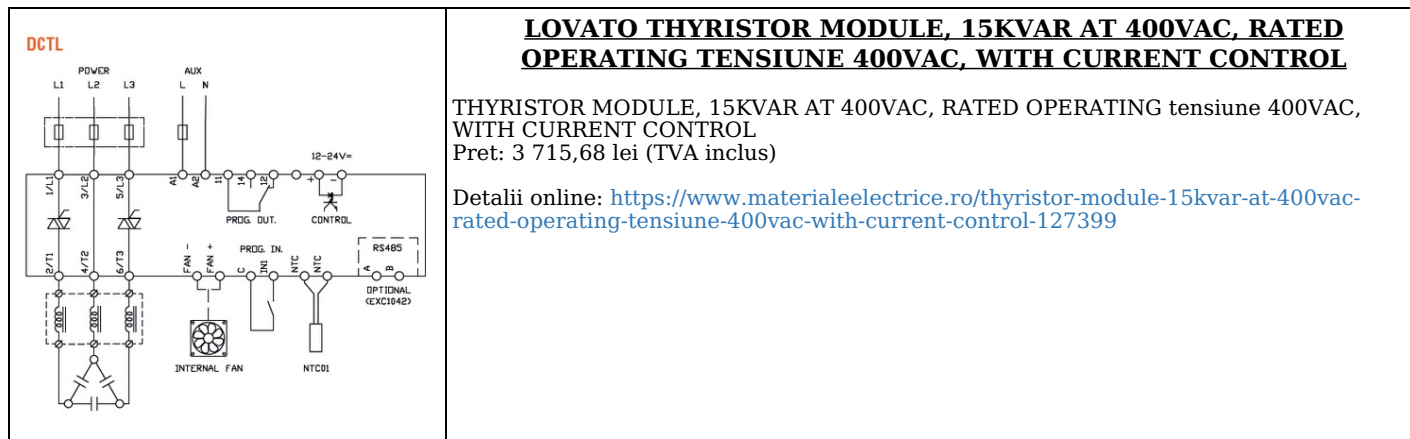 DCTL
POWER
AUX
L1 L2 L3 L N
12-24V=
1/L1 3/L2 5/L3 A1 A2 11 14 12 + -
PROG. OUT. CONTROL
2/T1 4/T2 6/T3 FAN - FAN + PROG. IN. C IN1 NTC NTC RS485 A B
OPTIONAL
(EXC1042)
INTERNAL FAN NTC01
LOVATO THYRISTOR MODULE, 15KVAR AT 400VAC, RATED
OPERATING TENSIUNE 400VAC, WITH CURRENT CONTROL
THYRISTOR MODULE, 15KVAR AT 400VAC, RATED OPERATING tensiune 400VAC,
WITH CURRENT CONTROL
Pret: 3 715,68 lei (TVA inclus)
Detalii online: https://www.materialeelectrice.ro/thyristor-module-15kvar-at-400vac-
rated-operating-tensiune-400vac-with-current-control-127399